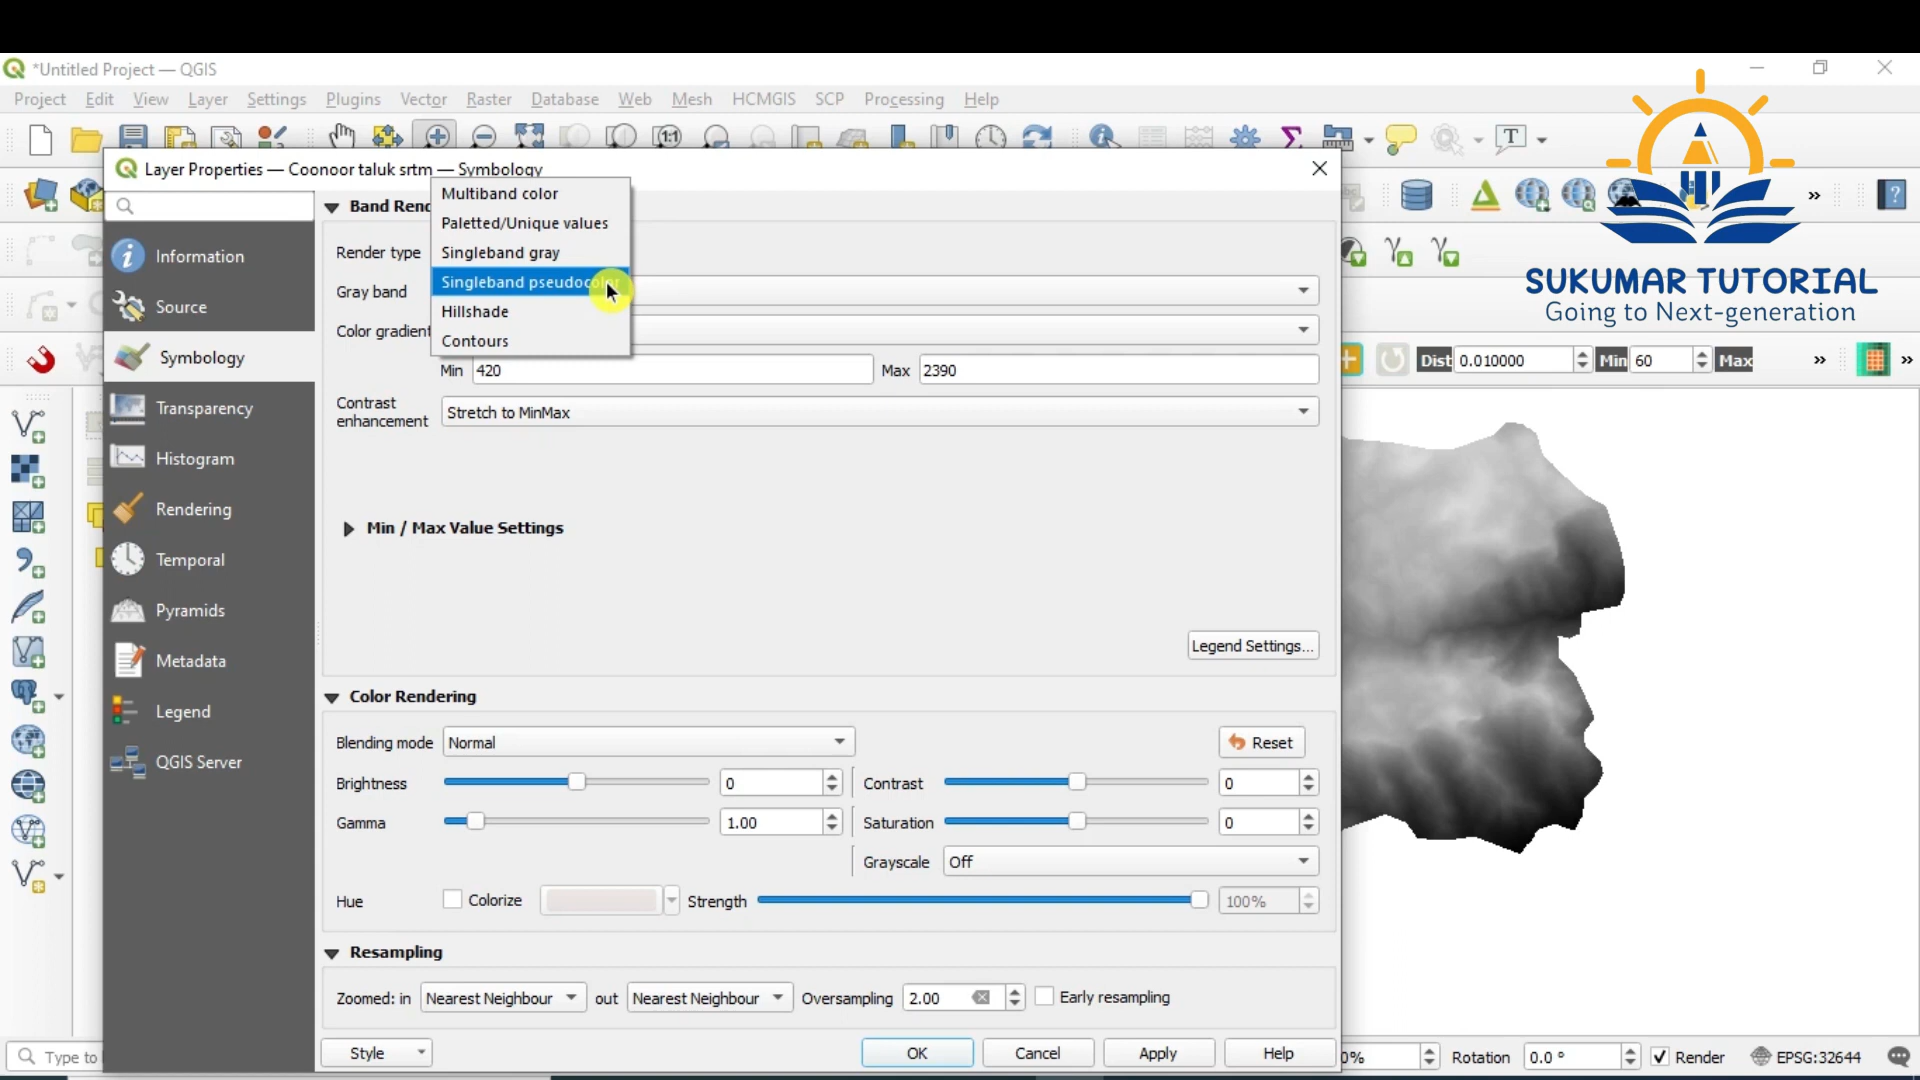 *Untitled Project — QGIS
Project Edit View Layer Settings Plugins Vector Raster Database Web Mesh HCMGIS SCP Processing Help
Layer Properties — Coonoor taluk srtm — Symbology
Multiband color
Paletted/Unique values
Singleband gray
Singleband pseudocolor
Hillshade
Contours
Band Rend
Render type
Gray band
Color gradient
Min 420 Max 2390
Contrast enhancement Stretch to MinMax
Min / Max Value Settings
Legend Settings...
Information
Source
Symbology
Transparency
Histogram
Rendering
Temporal
Pyramids
Metadata
Legend
QGIS Server
Color Rendering
Blending mode Normal Reset
Brightness 0 Contrast 0
Gamma 1.00 Saturation 0
Grayscale Off
Hue Colorize Strength 100%
Resampling
Zoomed: in Nearest Neighbour out Nearest Neighbour Oversampling 2.00 Early resampling
Style OK Cancel Apply Help
SUKUMAR TUTORIAL
Going to Next-generation
Dist 0.010000 Min 60 Max
Type to
0% Rotation 0.0 ° Render EPSG:32644